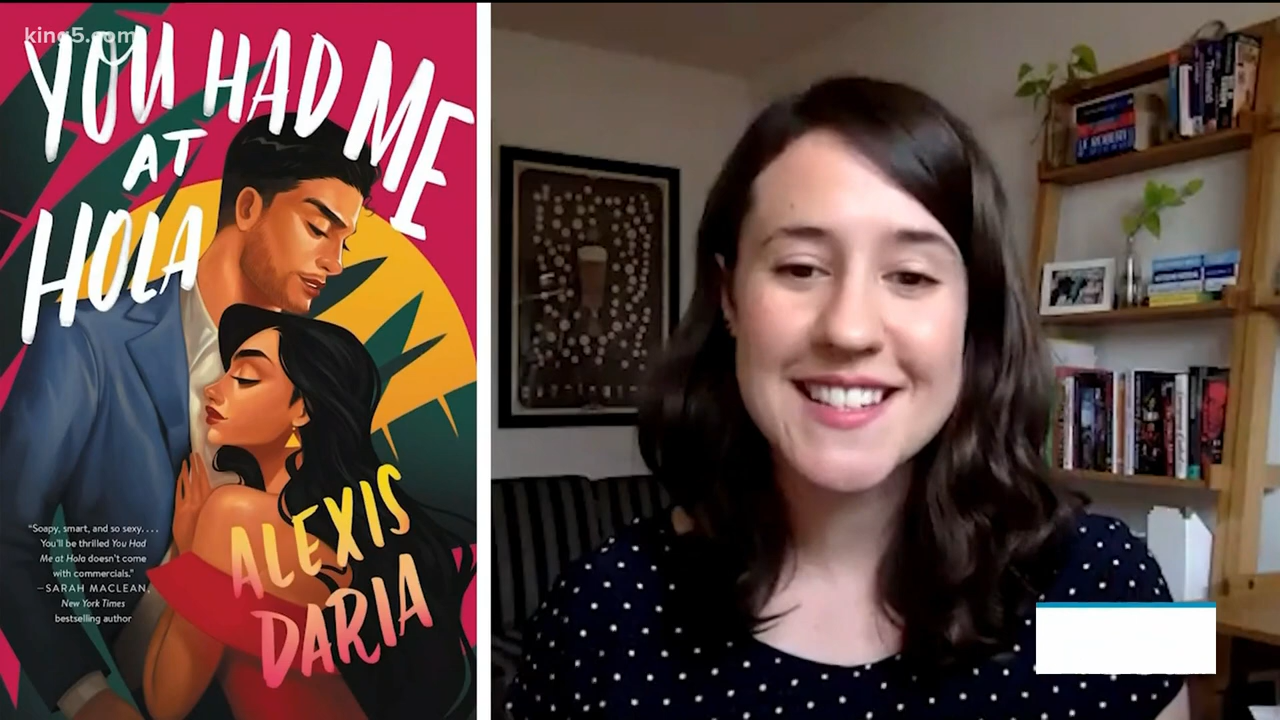 king5.com
YOU HAD ME
AT
HOLA
"Soapy, smart, and so sexy. . . .
You'll be thrilled You Had
Me at Hola doesn't come
with commercials."
—SARAH MACLEAN,
New York Times
bestselling author
ALEXIS
DARIA